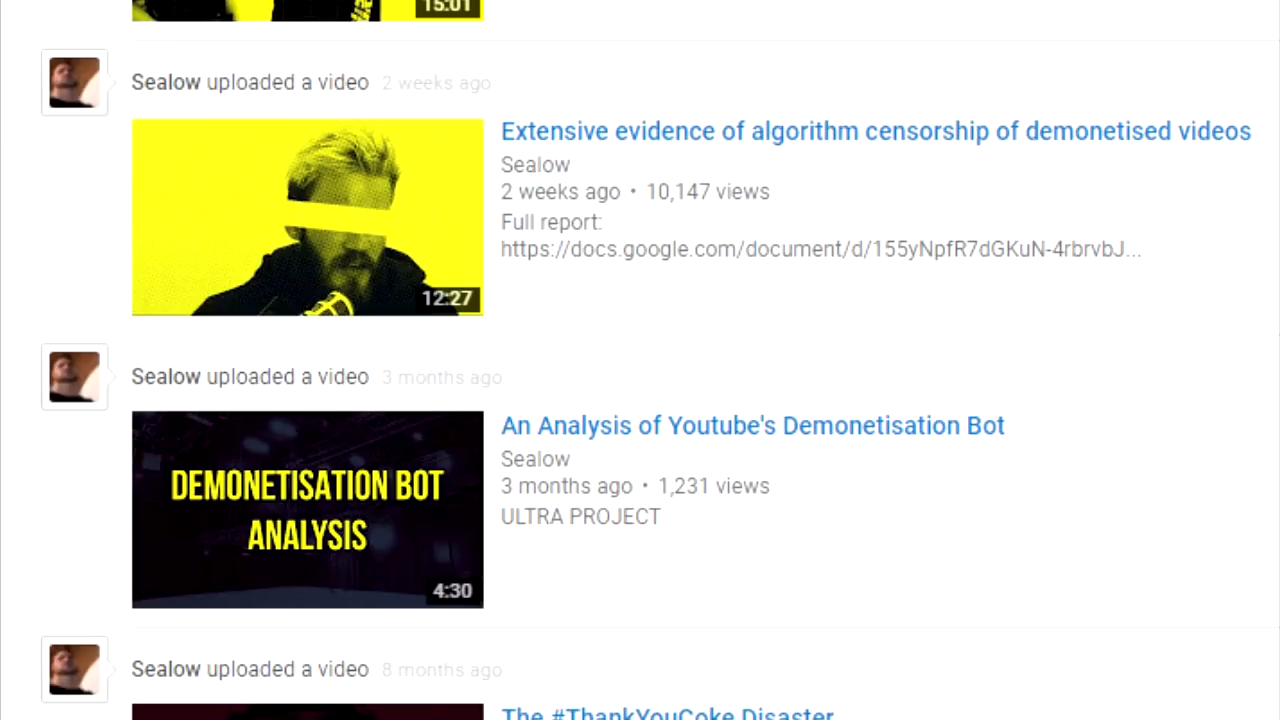 15:01
Sealow uploaded a video 2 weeks ago
Extensive evidence of algorithm censorship of demonetised videos
Sealow
2 weeks ago • 10,147 views
Full report:
https://docs.google.com/document/d/155yNpfR7dGKuN-4rbrvbJ...
12:27
Sealow uploaded a video 3 months ago
An Analysis of Youtube's Demonetisation Bot
Sealow
3 months ago • 1,231 views
ULTRA PROJECT
DEMONETISATION BOT
ANALYSIS
4:30
Sealow uploaded a video 8 months ago
The #ThankYouCoke Disaster